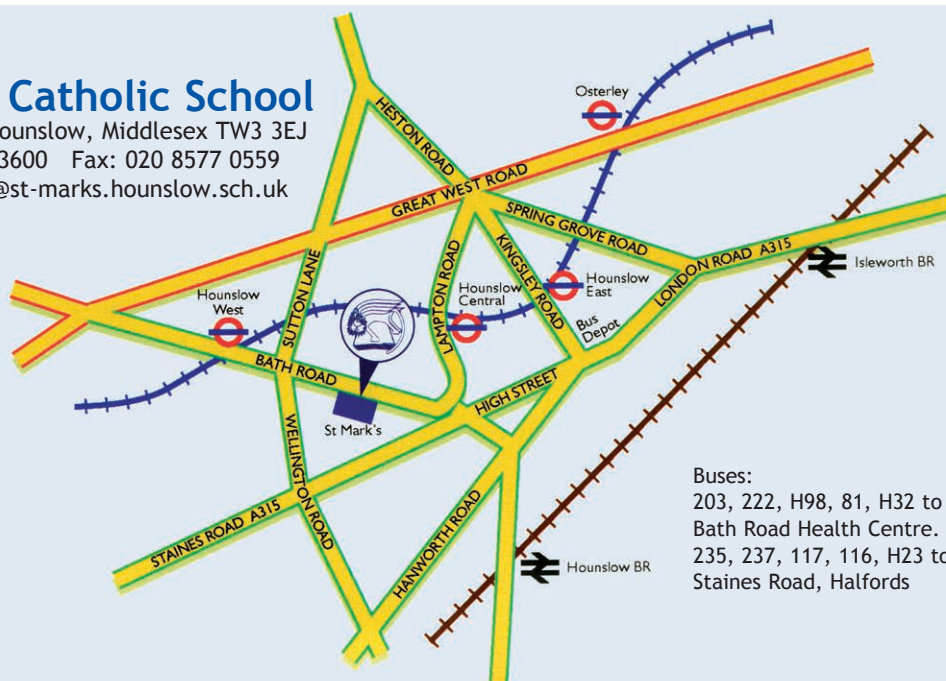 Catholic School
ounslow, Middlesex TW3 3EJ
3600 Fax: 020 8577 0559
@st-marks.hounslow.sch.uk
Osterley
HESTON ROAD
GREAT WEST ROAD
SPRING GROVE ROAD
LONDON ROAD A315
Isleworth BR
SUTTON LANE
LAMPTON ROAD
KINGSLEY ROAD
Hounslow
West
Hounslow
Central
Hounslow
East
Bus
Depot
BATH ROAD
HIGH STREET
St Mark's
WELLINGTON ROAD
STAINES ROAD A315
HANWORTH ROAD
Hounslow BR
Buses:
203, 222, H98, 81, H32 to
Bath Road Health Centre.
235, 237, 117, 116, H23 to
Staines Road, Halfords